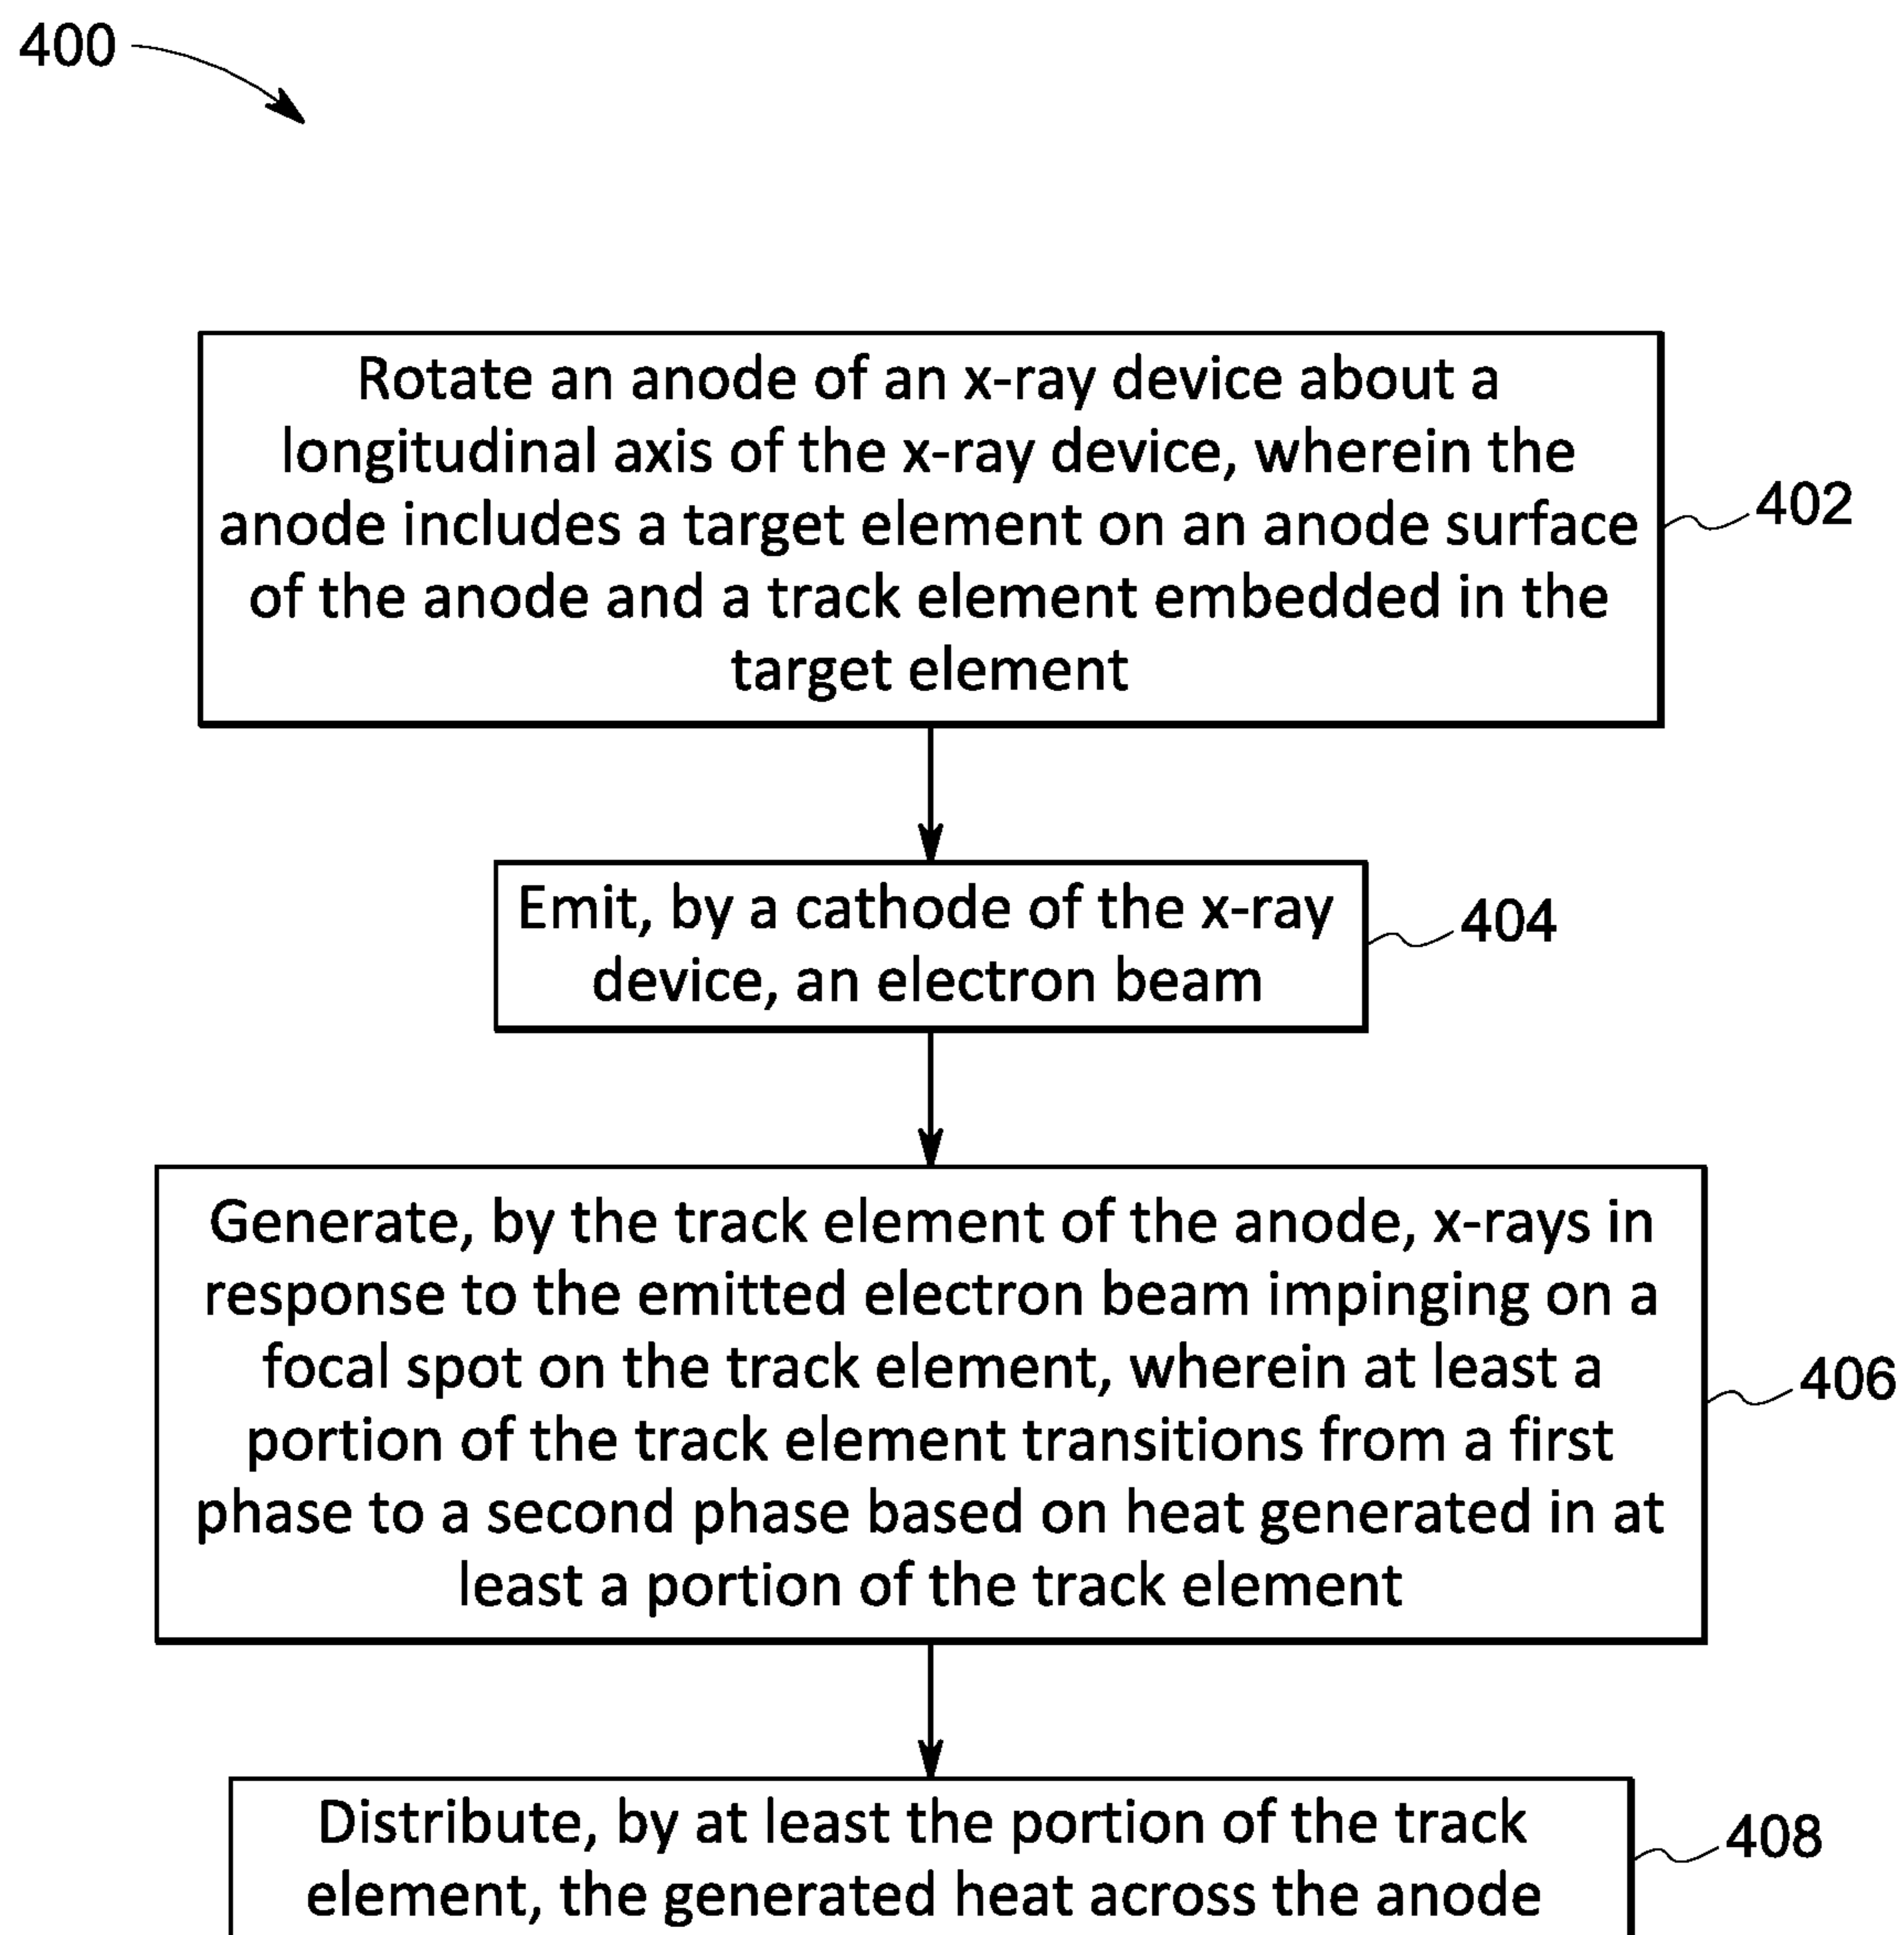 400
Rotate an anode of an x-ray device about a
longitudinal axis of the x-ray device, wherein the
anode includes a target element on an anode surface
of the anode and a track element embedded in the
target element
402
Emit, by a cathode of the x-ray
device, an electron beam
404
Generate, by the track element of the anode, x-rays in
response to the emitted electron beam impinging on a
focal spot on the track element, wherein at least a
portion of the track element transitions from a first
phase to a second phase based on heat generated in at
least a portion of the track element
406
Distribute, by at least the portion of the track
element, the generated heat across the anode
408